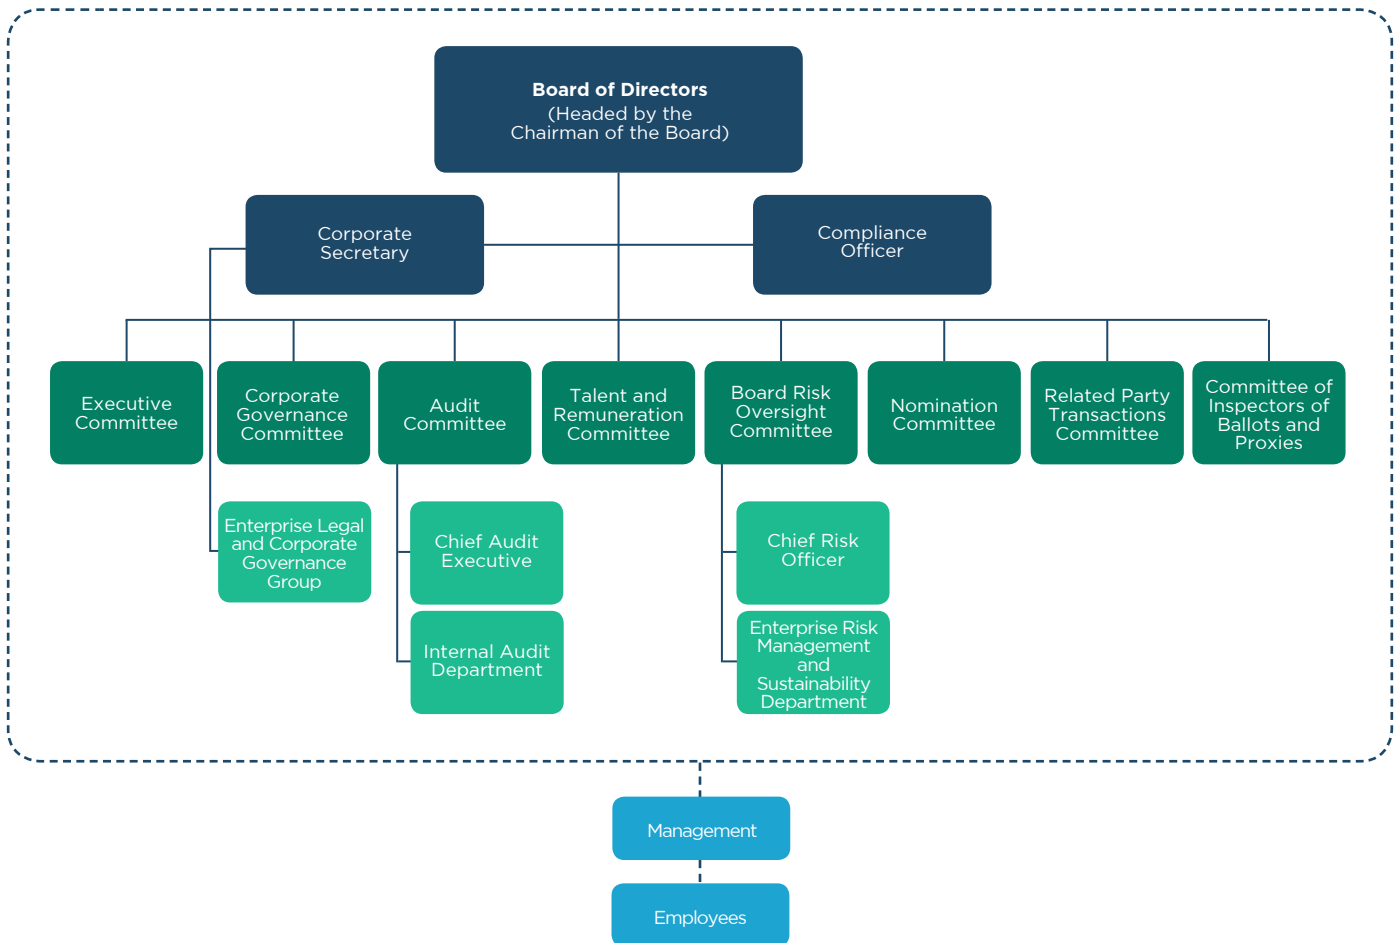 Board of Directors
(Headed by the
Chairman of the Board)
Corporate
Secretary
Compliance
Officer
Executive
Committee
Corporate
Governance
Committee
Audit
Committee
Talent and
Remuneration
Committee
Board Risk
Oversight
Committee
Nomination
Committee
Related Party
Transactions
Committee
Committee of
Inspectors of
Ballots and
Proxies
Enterprise Legal
and Corporate
Governance
Group
Chief Audit
Executive
Chief Risk
Officer
Internal Audit
Department
Enterprise Risk
Management
and
Sustainability
Department
Management
Employees